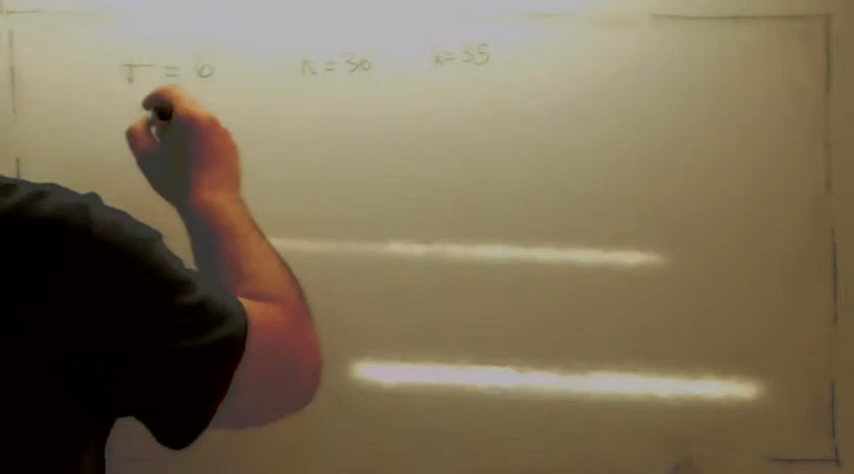 σ = 6 n = 30 x = 35